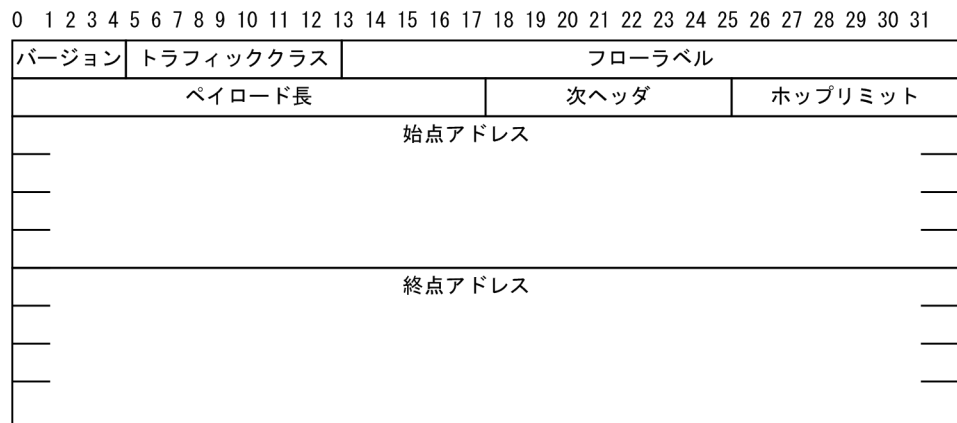 0 1 2 3 4 5 6 7 8 9 10 11 12 13 14 15 16 17 18 19 20 21 22 23 24 25 26 27 28 29 30 31
バージョン トラフィッククラス フローラベル
ペイロード長 次ヘッダ ホップリミット
始点アドレス
終点アドレス